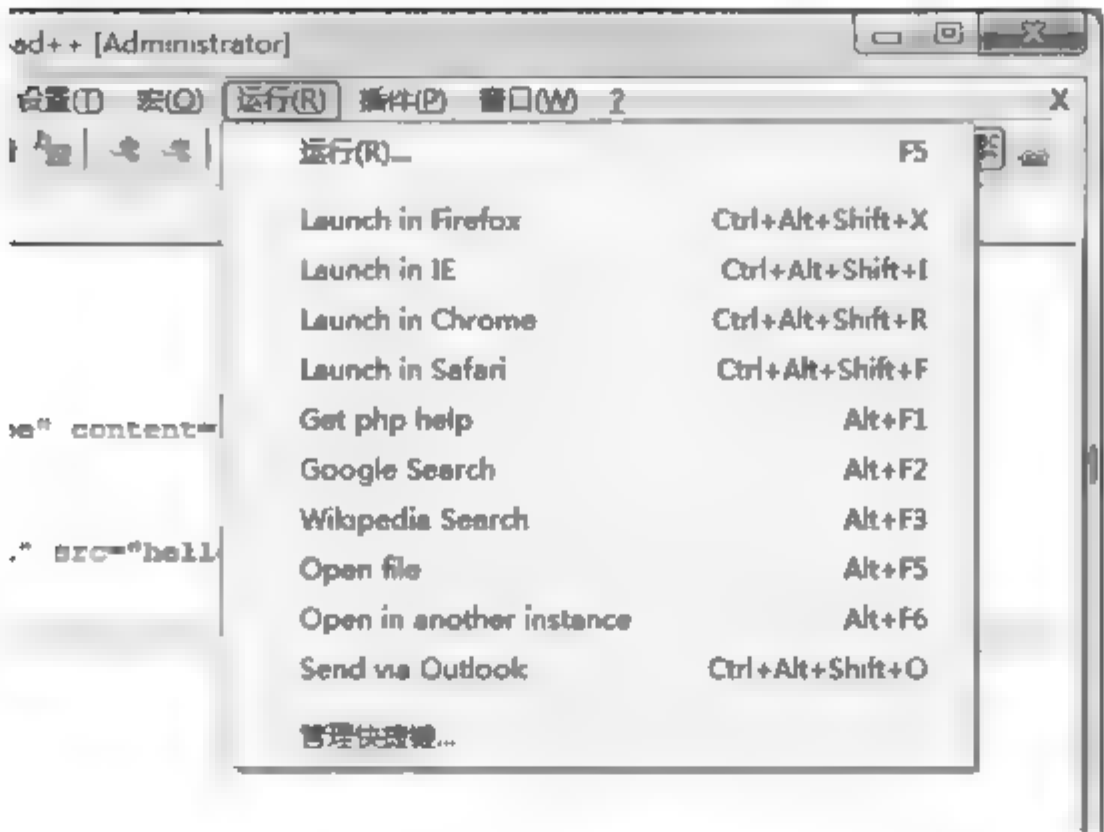 ad++ [Administrator]
设置(T) 宏(O) 运行(R) 插件(P) 窗口(W) ? X
运行(R)... F5
Launch in Firefox Ctrl+Alt+Shift+X
Launch in IE Ctrl+Alt+Shift+I
Launch in Chrome Ctrl+Alt+Shift+R
Launch in Safari Ctrl+Alt+Shift+F
Get php help Alt+F1
e" content=
Google Search Alt+F2
Wikipedia Search Alt+F3
" src="hell
Open file Alt+F5
Open in another instance Alt+F6
Send via Outlook Ctrl+Alt+Shift+O
管理快捷键...